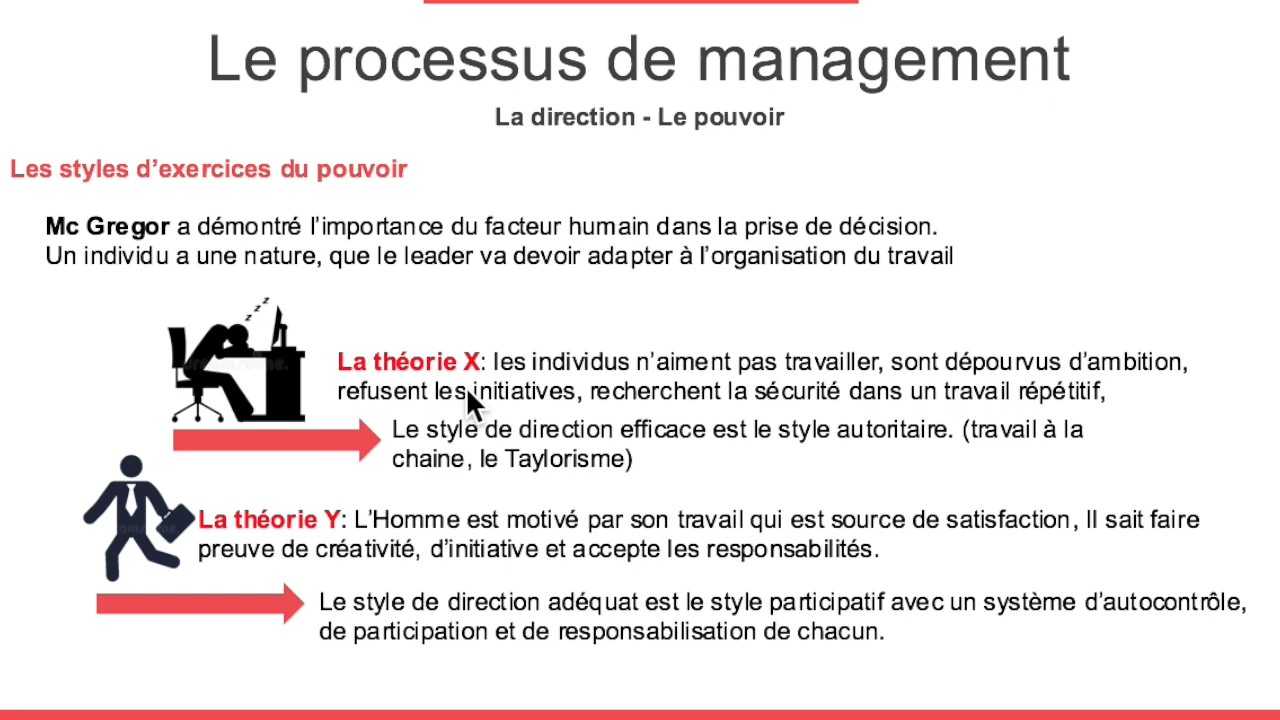 Le processus de management
La direction - Le pouvoir
Les styles d’exercices du pouvoir
Mc Gregor a démontré l’importance du facteur humain dans la prise de décision.
Un individu a une nature, que le leader va devoir adapter à l’organisation du travail
z z z
La théorie X: les individus n’aiment pas travailler, sont dépourvus d’ambition,
refusent les initiatives, recherchent la sécurité dans un travail répétitif,
Le style de direction efficace est le style autoritaire. (travail à la
chaine, le Taylorisme)
La théorie Y: L’Homme est motivé par son travail qui est source de satisfaction, Il sait faire
preuve de créativité, d’initiative et accepte les responsabilités.
Le style de direction adéquat est le style participatif avec un système d’autocontrôle,
de participation et de responsabilisation de chacun.